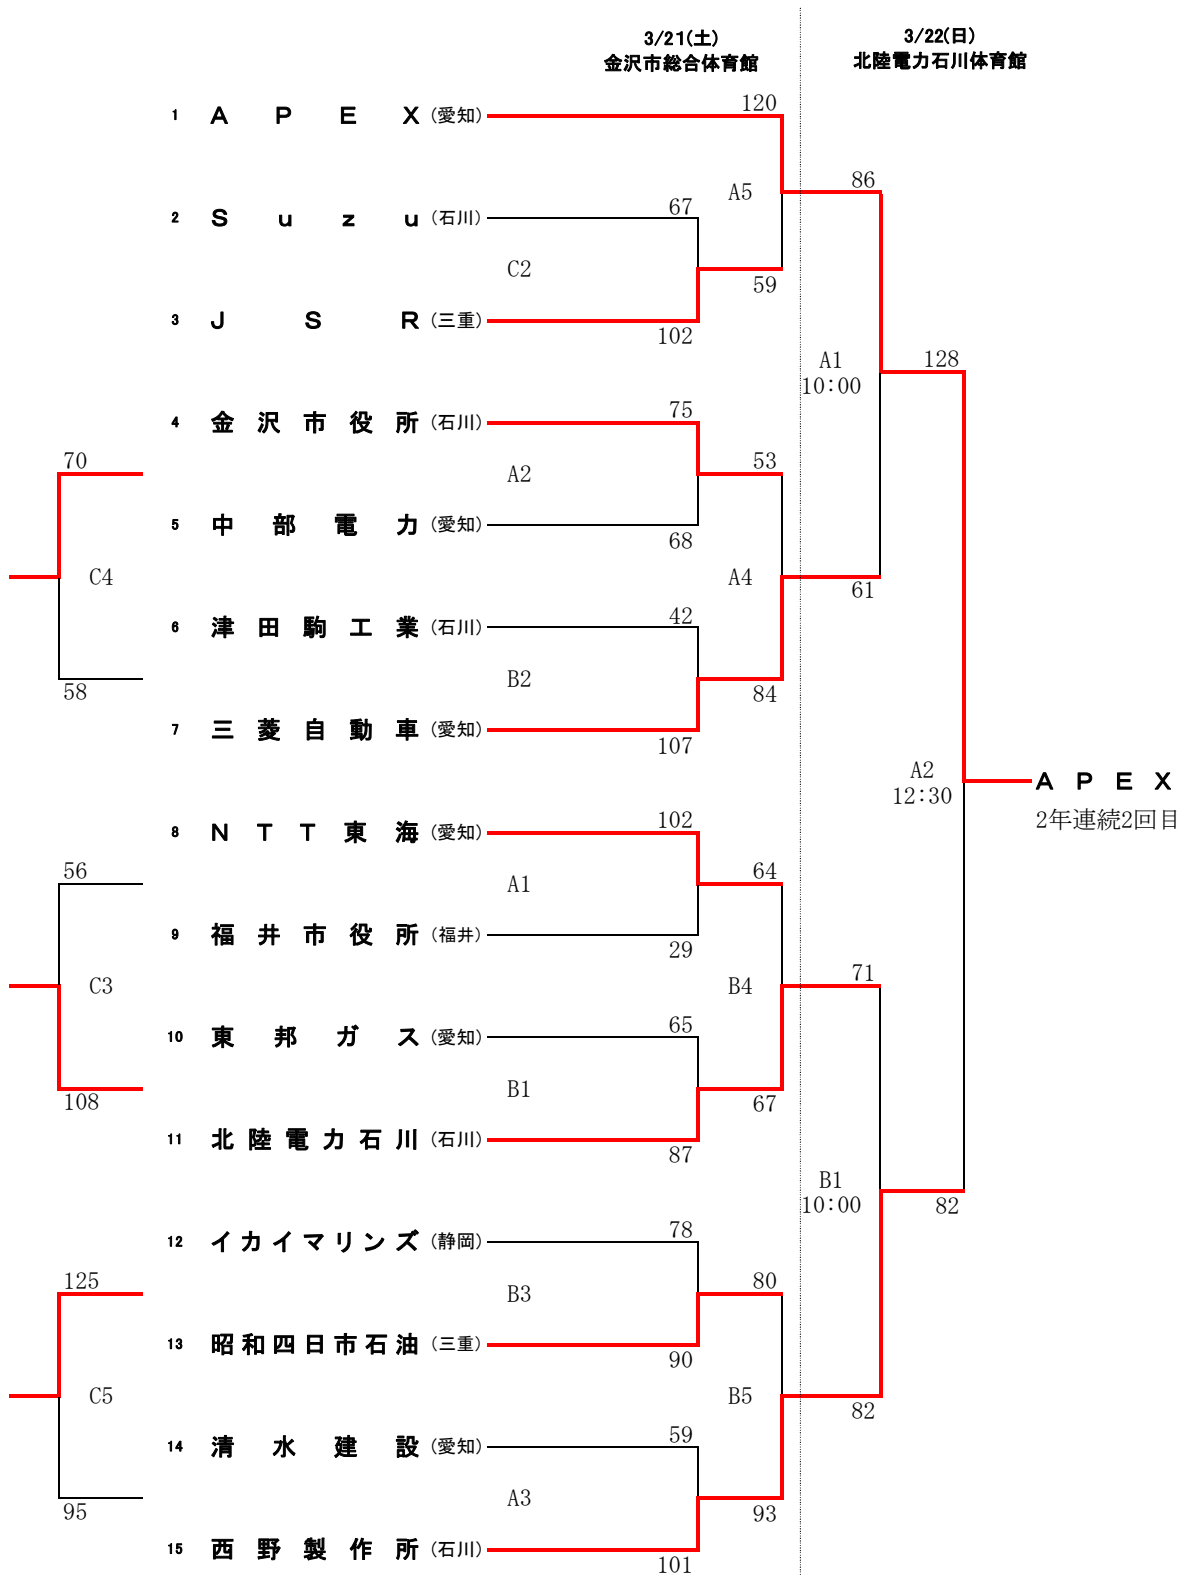 3/21(土)
金沢市総合体育館
3/22(日)
北陸電力石川体育館
120
1 ＡＰＥＸ (愛知)
86
A5
67
2 Ｓｕｚｕ (石川)
C2
59
3 ＪＳＲ (三重)
102
A1
10:00
128
75
4 金沢市役所 (石川)
70
53
A2
5 中部電力 (愛知)
68
C4
A4
61
42
6 津田駒工業 (石川)
B2
58
84
7 三菱自動車 (愛知)
107
A2
12:30
ＡＰＥＸ
2年連続2回目
102
8 ＮＴＴ東海 (愛知)
56
64
A1
9 福井市役所 (福井)
29
71
C3
B4
65
10 東邦ガス (愛知)
B1
108
67
11 北陸電力石川 (石川)
87
B1
10:00
82
78
12 イカイマリンズ (静岡)
125
80
B3
13 昭和四日市石油 (三重)
90
C5
B5
82
59
14 清水建設 (愛知)
A3
95
93
15 西野製作所 (石川)
101